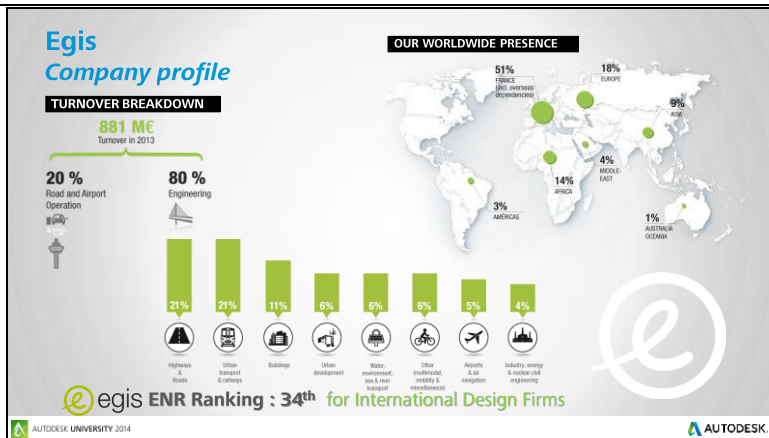 Egis
Company profile
TURNOVER BREAKDOWN
881 M€
Turnover in 2013
20 %
Road and Airport
Operation
80 %
Engineering
OUR WORLDWIDE PRESENCE
51%
FRANCE
(incl. overseas
dependencies)
18%
EUROPE
9%
ASIA
4%
MIDDLE-
EAST
14%
AFRICA
3%
AMÉRICAS
1%
AUSTRALIA
OCÉANIA
21%
21%
11%
6%
6%
6%
5%
4%
Highways
&
Roads
Urban
transport
& railways
Buildings
Urban
development
Water,
environment,
sea & river
transport
Other
(multimodal,
mobility &
miscellaneous)
Airports
& air
navigation
Industry, energy
& nuclear civil
engineering
egis ENR Ranking : 34th for International Design Firms
AUTODESK UNIVERSITY 2014
AUTODESK.